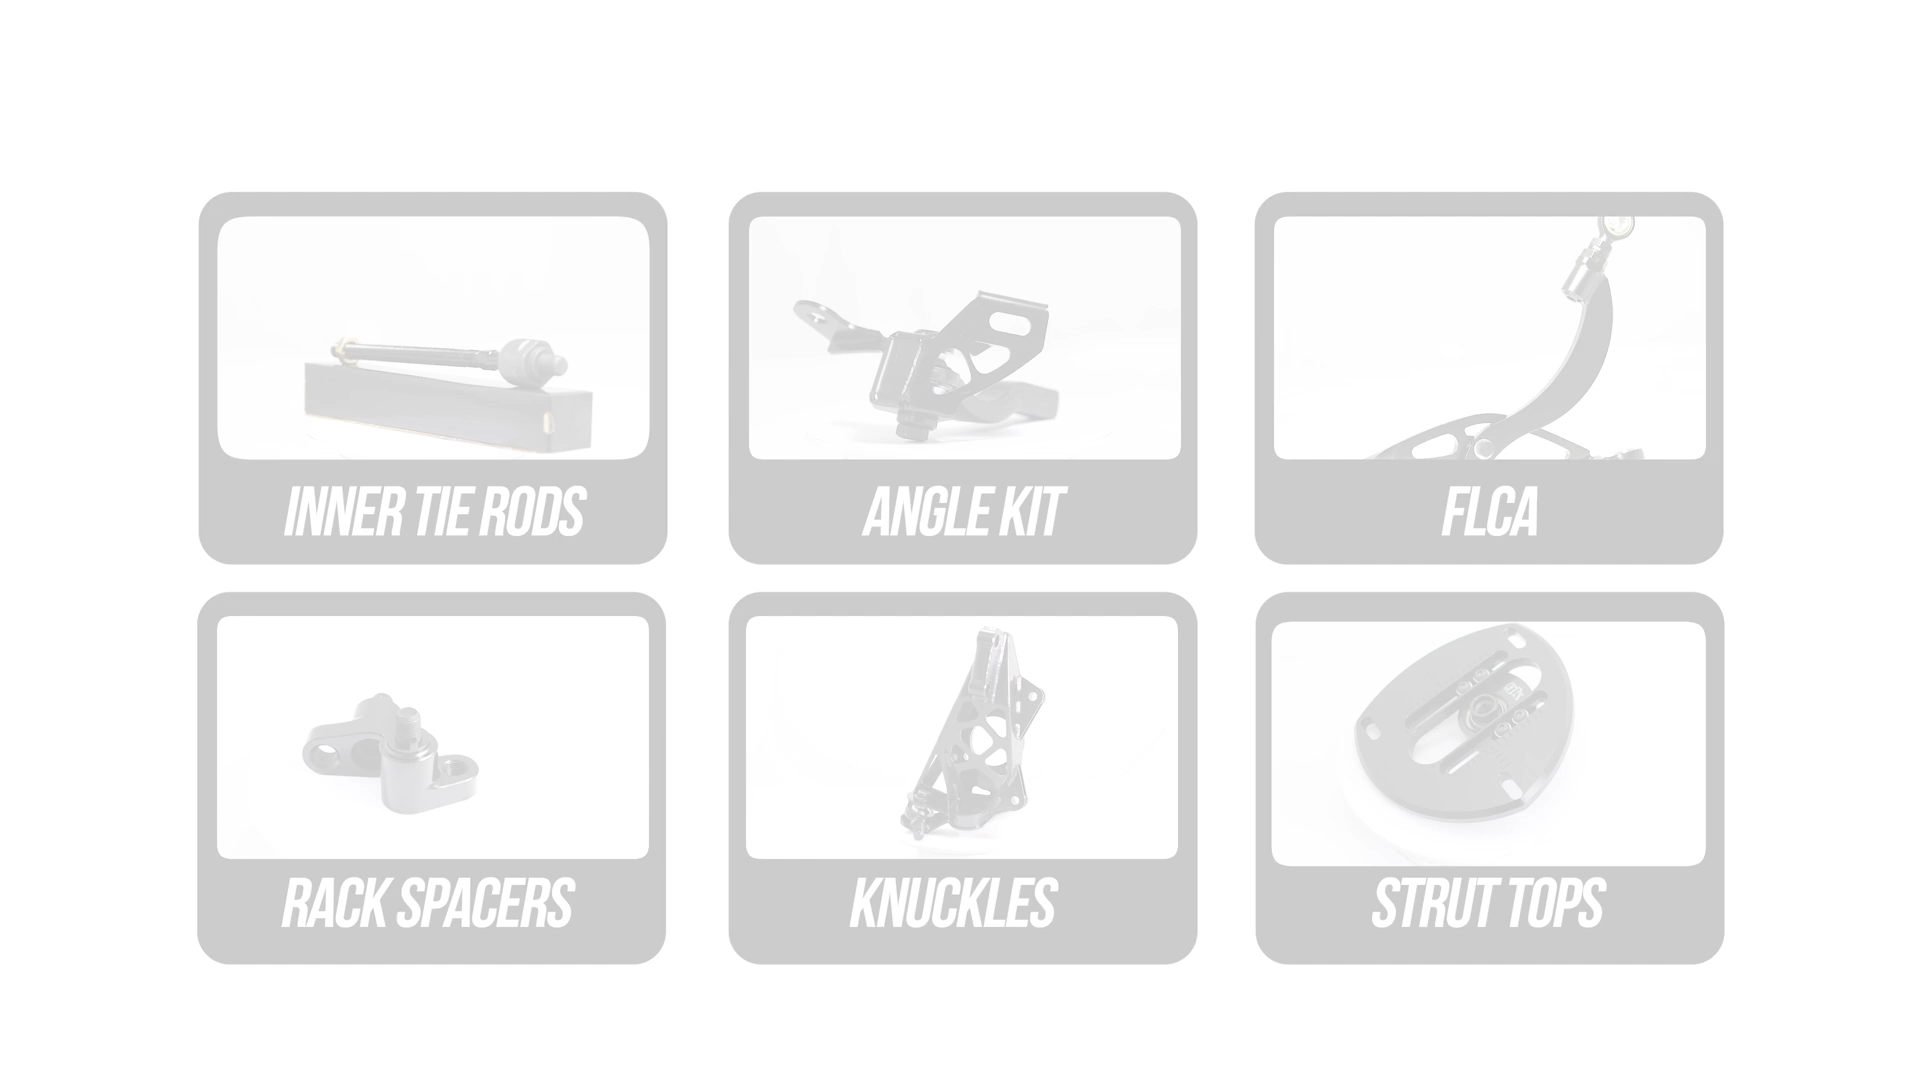 INNER TIE RODS
ANGLE KIT
FLCA
RACK SPACERS
KNUCKLES
STRUT TOPS